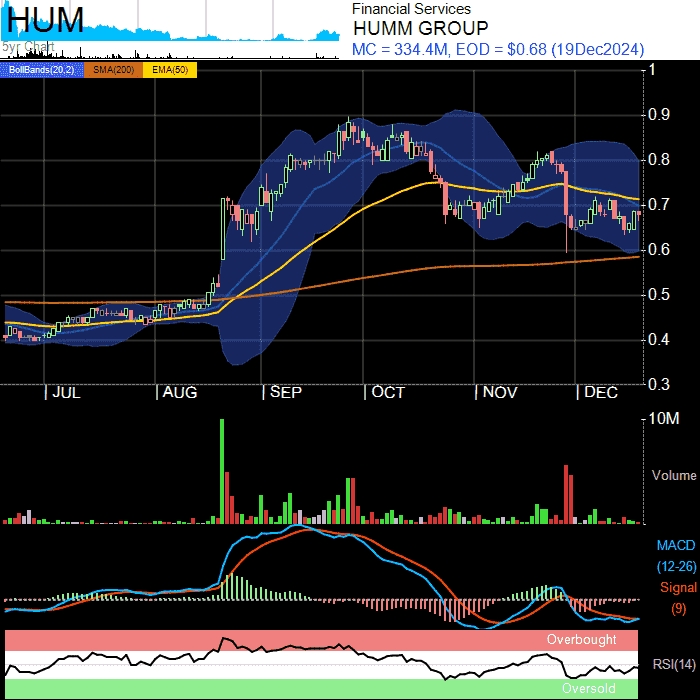 HUM
5yr Chart
Financial Services
HUMM GROUP
MC = 334.4M, EOD = $0.68 (19Dec2024)
BollBands(20,2) SMA(200) EMA(50)
1
0.9
0.8
0.7
0.6
0.5
0.4
0.3
| JUL | AUG | SEP | OCT | NOV | DEC
10M
Volume
MACD
(12-26)
Signal
(9)
Overbought
RSI(14)
Oversold